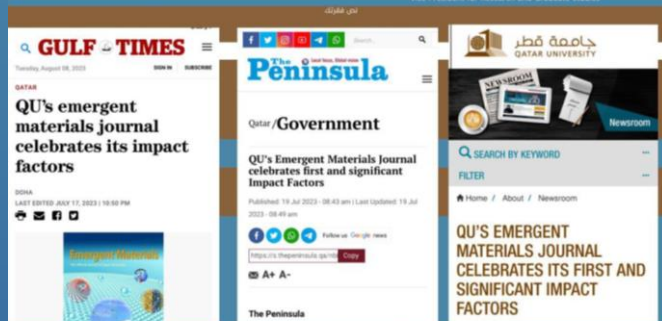 نص فقرتك
GULF TIMES
Tuesday, August 08, 2023 SIGN IN SUBSCRIBE
QATAR
QU's emergent
materials journal
celebrates its impact
factors
DOHA
LAST EDITED JULY 17, 2023 | 10:50 PM
Emergent Materials
Search...
The
Peninsula
Qatar /Government
QU's Emergent Materials Journal
celebrates first and significant
Impact Factors
Published: 19 Jul 2023 - 08:43 am | Last Updated: 19 Jul
2023 - 08:49 am
Follow us Google news
Copy
A+ A-
The Peninsula
جامعة قطر
QATAR UNIVERSITY
NEWSROOM
Newsroom
SEARCH BY KEYWORD
FILTER
Home / About / Newsroom
QU'S EMERGENT
MATERIALS JOURNAL
CELEBRATES ITS FIRST AND
SIGNIFICANT IMPACT
FACTORS